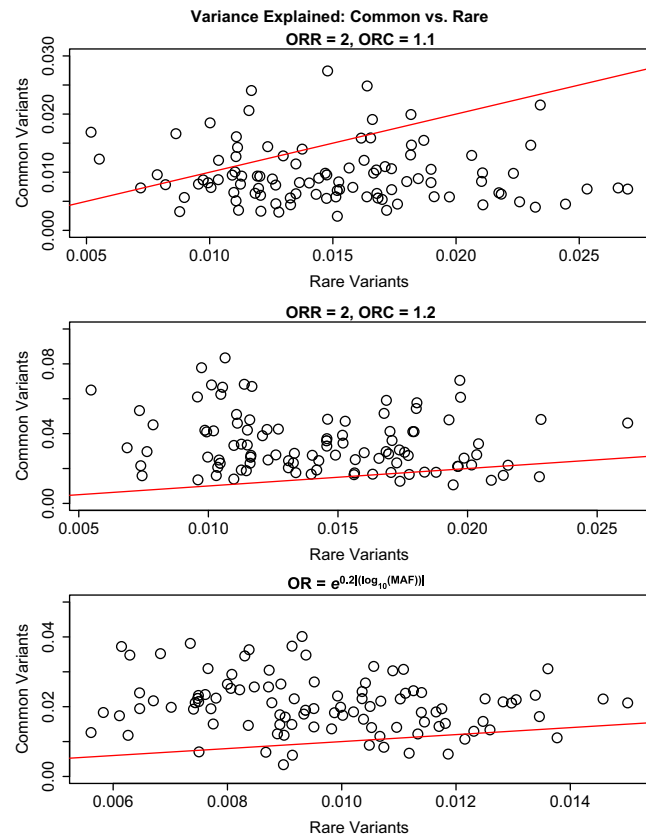 Variance Explained: Common vs. Rare
ORR = 2, ORC = 1.1
Common Variants
0.030
0.020
0.010
0.000
0.005 0.010 0.015 0.020 0.025
Rare Variants
ORR = 2, ORC = 1.2
Common Variants
0.08
0.04
0.00
0.005 0.010 0.015 0.020 0.025
Rare Variants
OR = e^0.2|(log₁₀(MAF))|
Common Variants
0.04
0.02
0.00
0.006 0.008 0.010 0.012 0.014
Rare Variants